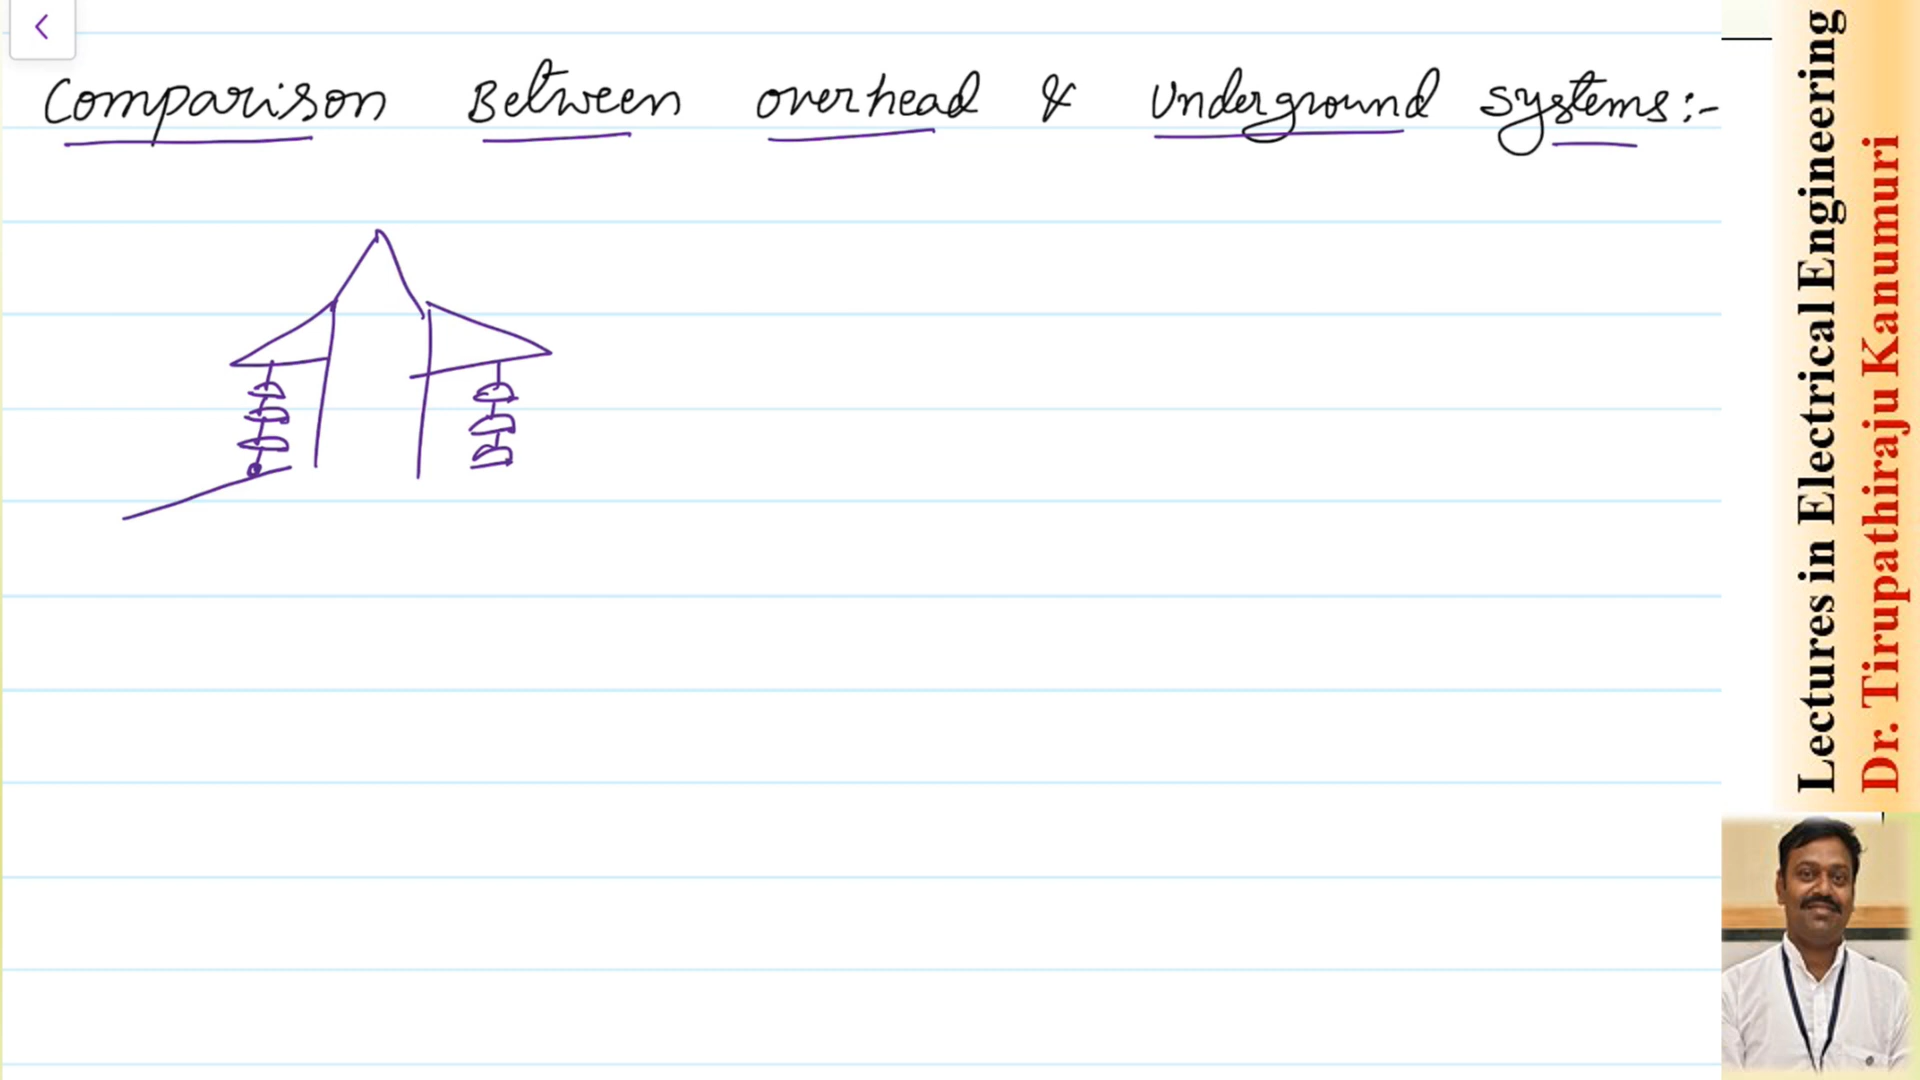 Comparison Between overhead & Underground systems:-
Lectures in Electrical Engineering
Dr. Tirupathiraju Kanumuri